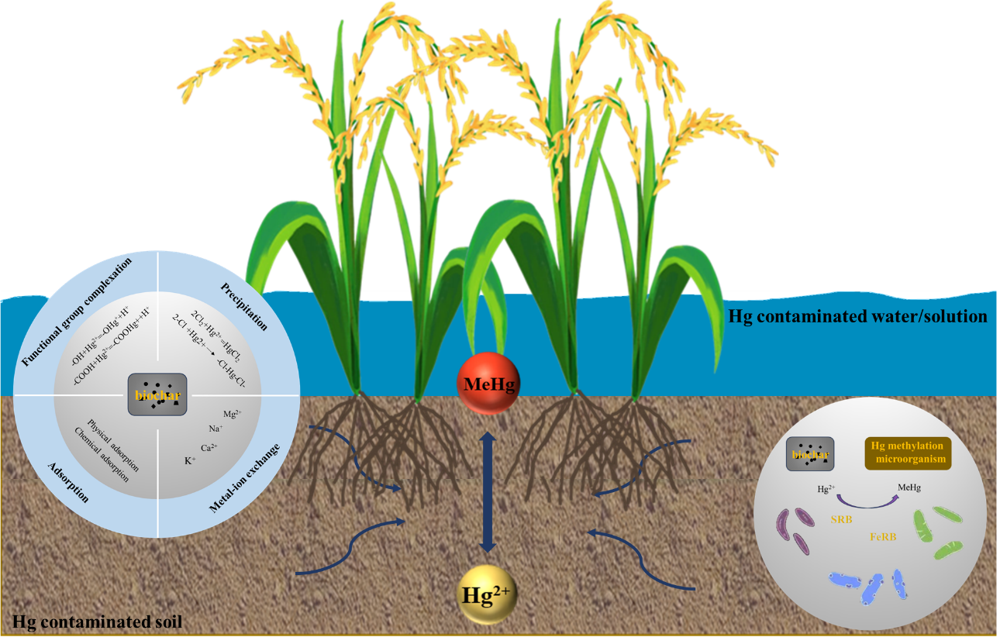 Functional group complexation
-OH+Hg²⁺=-OHg⁺+H⁺
-COOH+Hg²⁺=-COOHg⁺+H⁺
Precipitation
2Cl₂+Hg²⁺=HgCl₂
2-Cl+Hg2+
-Cl-Hg-Cl-
biochar
Physical adsorption
Chemical adsorption
Adsorption
Mg²⁺
Na⁺
Ca²⁺
K⁺
Metal-ion exchange
Hg contaminated water/solution
MeHg
Hg²⁺
Hg contaminated soil
biochar
Hg methylation
microorganism
Hg²⁺
MeHg
SRB
FeRB